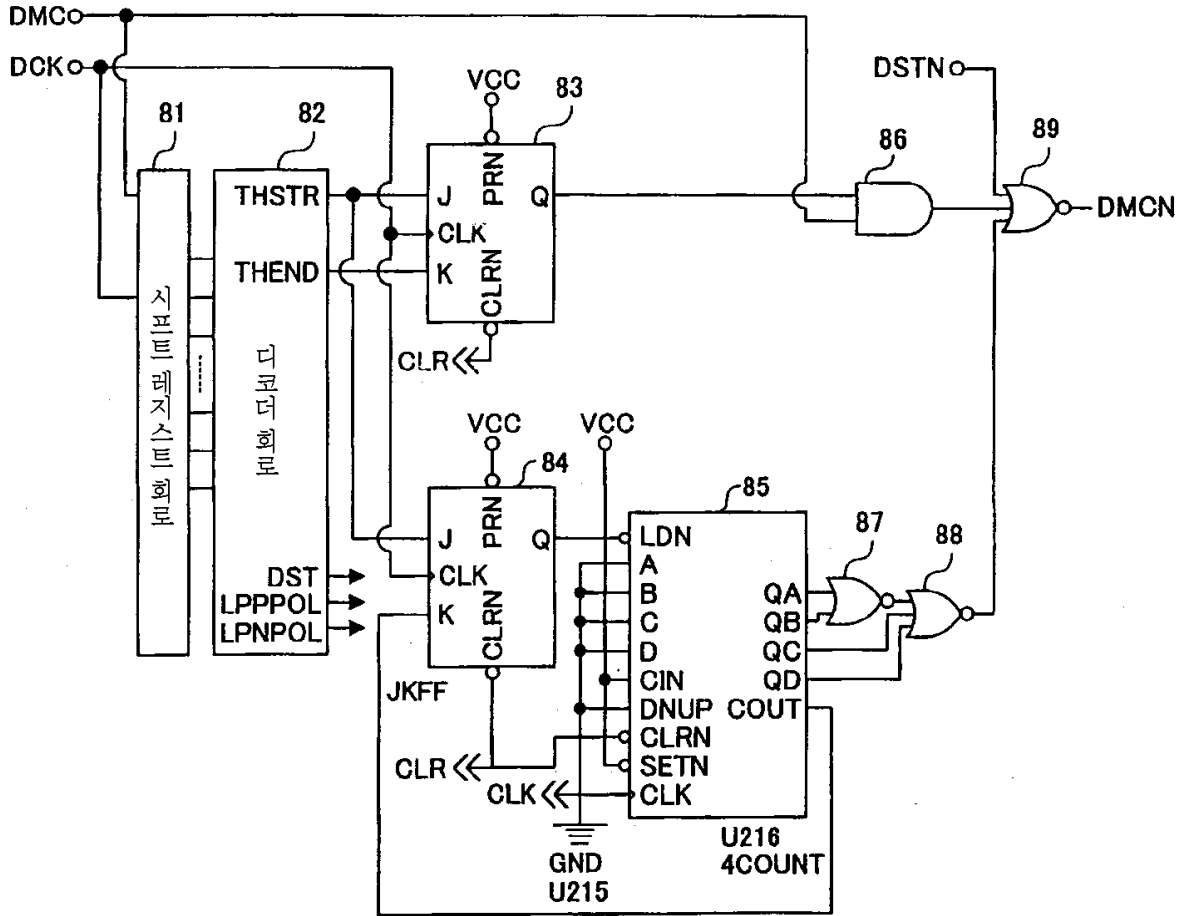 DMC
DCK
DSTN
81
82
VCC
83
86
89
THSTR
J
PRN
Q
CLK
THEND
K
CLRN
DMCN
CLR
시프트레지스트회로
디코더회로
VCC
VCC
84
85
J
PRN
Q
LDN
87
88
CLK
A
DST
B
QA
LPPPOL
K
C
QB
LPNPOL
CLRN
D
QC
CIN
QD
JKFF
DNUP
COUT
CLRN
CLR
SETN
CLK
CLK
U216
GND
4COUNT
U215